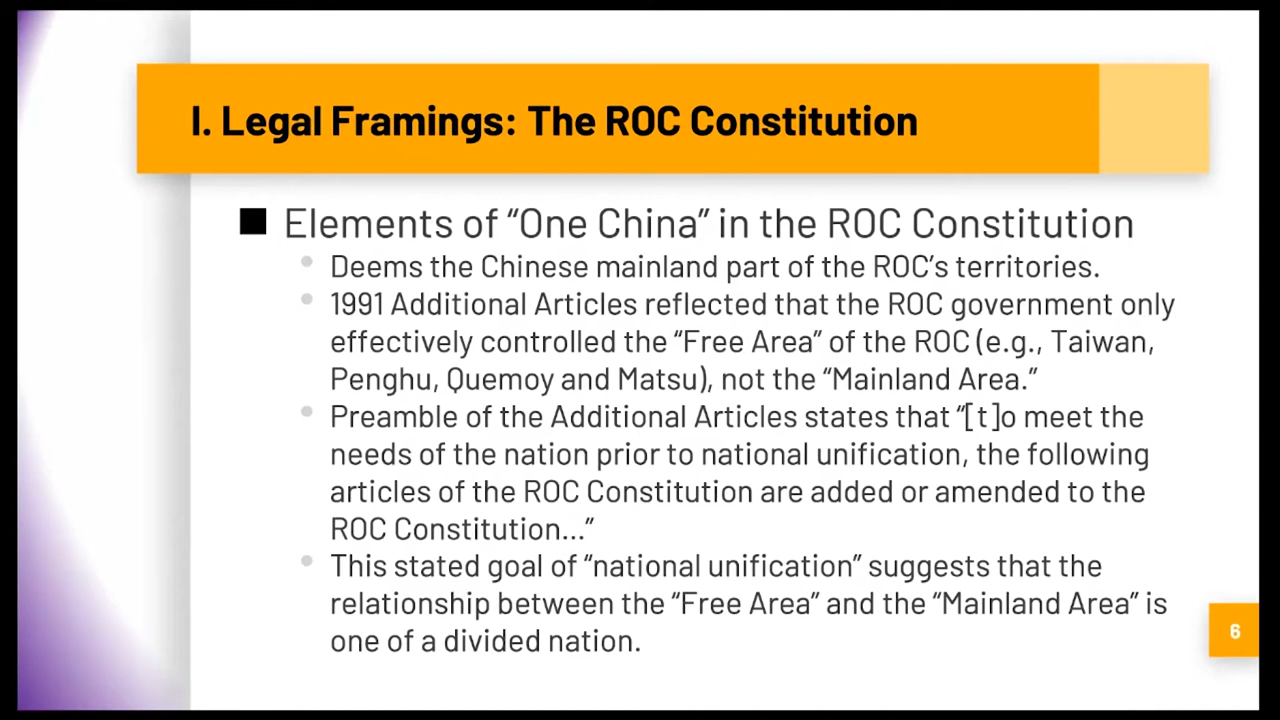 I. Legal Framings: The ROC Constitution
Elements of “One China” in the ROC Constitution
Deems the Chinese mainland part of the ROC’s territories.
1991 Additional Articles reflected that the ROC government only
effectively controlled the “Free Area” of the ROC (e.g., Taiwan,
Penghu, Quemoy and Matsu), not the “Mainland Area.”
Preamble of the Additional Articles states that “[t]o meet the
needs of the nation prior to national unification, the following
articles of the ROC Constitution are added or amended to the
ROC Constitution...”
This stated goal of “national unification” suggests that the
relationship between the “Free Area” and the “Mainland Area” is
one of a divided nation.
6